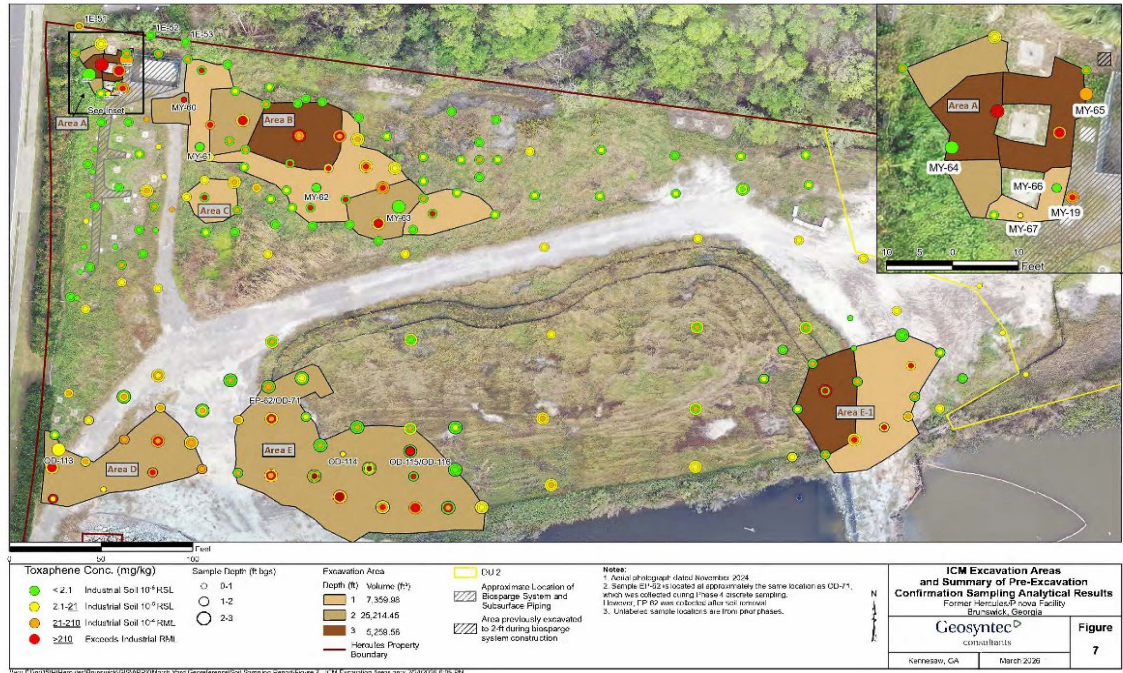 1E-51
1E-52
1E-53
See Inset
Area A
MY-60
Area B
MY-61
MY-62
Area C
MY-63
EP-62/OD-71
Area E
OD-113
Area D
OD-114
OD-115/OD-116
Area E-1
Area A
MY-65
MY-64
MY-66
MY-19
MY-67
10 5 0 10
Feet
0 50 100
Feet
Toxaphene Conc. (mg/kg)
< 2.1 Industrial Soil 10⁻⁶ RSL
2.1-21 Industrial Soil 10⁻⁵ RSL
21-210 Industrial Soil 10⁻⁴ RML
>210 Exceeds Industrial RML
Sample Depth (ft bgs)
0-1
1-2
2-3
Excavation Area
Depth (ft) Volume (ft³)
1 7,359.98
2 25,214.45
3 5,259.56
Hercules Property
Boundary
DU 2
Approximate Location of
Biosparge System and
Subsurface Piping
Area previously excavated
to 2-ft during biosparge
system construction
Notes:
1. Aerial photograph dated November 2024.
2. Sample EP-62 is located at approximately the same location as OD-71,
which was collected during Phase 4 discrete sampling.
However, EP-62 was collected after soil removal.
3. Unlabeled sample locations are from prior phases.
N
ICM Excavation Areas
and Summary of Pre-Excavation
Confirmation Sampling Analytical Results
Former Hercules/Pinova Facility
Brunswick, Georgia
Geosyntec
consultants
Figure
7
Kennesaw, GA
March 2026